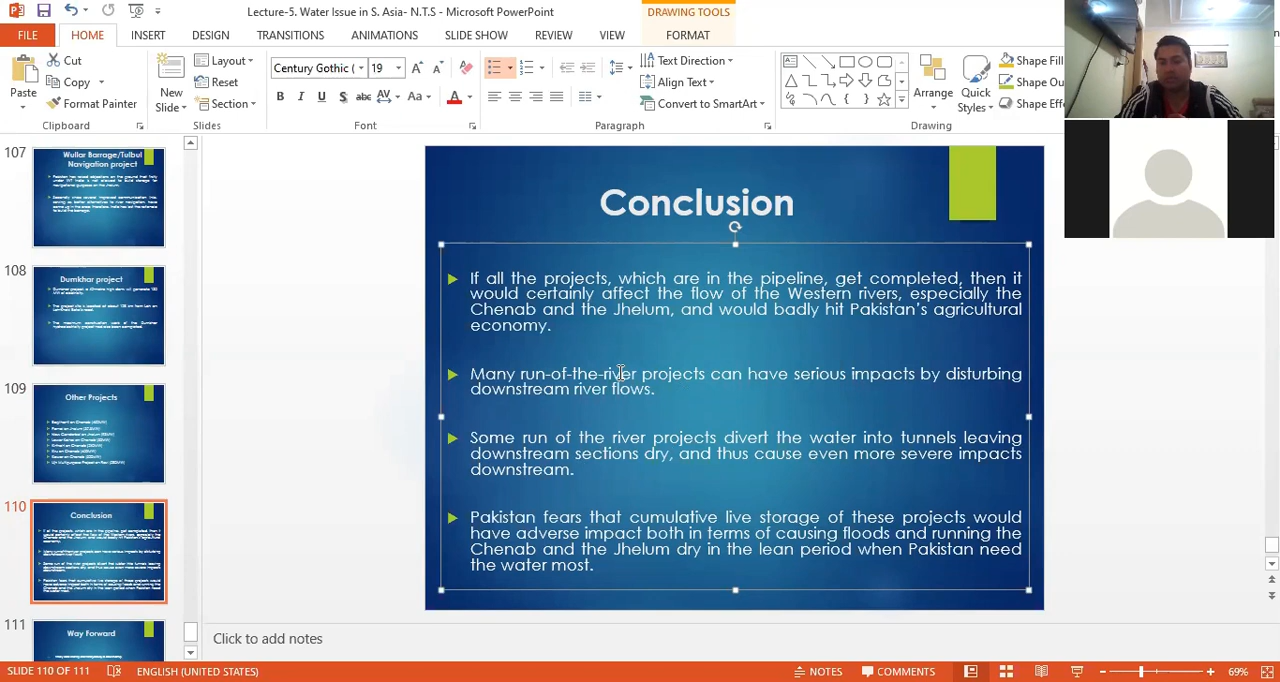 Lecture-5. Water Issue in S. Asia- N.T.S - Microsoft PowerPoint
DRAWING TOOLS
FILE HOME INSERT DESIGN TRANSITIONS ANIMATIONS SLIDE SHOW REVIEW VIEW FORMAT
Paste
Cut
Copy
Format Painter
Clipboard
New Slide
Layout
Reset
Section
Slides
Century Gothic ( 19
B I U S abc AV Aa A
Font
Text Direction
Align Text
Convert to SmartArt
Paragraph
Arrange
Quick Styles
Shape Fill
Shape Ou
Shape Effe
Drawing
107
Wullar Barrage/Tulbul
Navigation project
108
Dumkhar project
109
Other Projects
110
Conclusion
111
Way Forward
Conclusion
If all the projects, which are in the pipeline, get completed, then it
would certainly affect the flow of the Western rivers, especially the
Chenab and the Jhelum, and would badly hit Pakistan's agricultural
economy.
Many run-of-the-river projects can have serious impacts by disturbing
downstream river flows.
Some run of the river projects divert the water into tunnels leaving
downstream sections dry, and thus cause even more severe impacts
downstream.
Pakistan fears that cumulative live storage of these projects would
have adverse impact both in terms of causing floods and running the
Chenab and the Jhelum dry in the lean period when Pakistan need
the water most.
Click to add notes
SLIDE 110 OF 111 ENGLISH (UNITED STATES) NOTES COMMENTS 69%